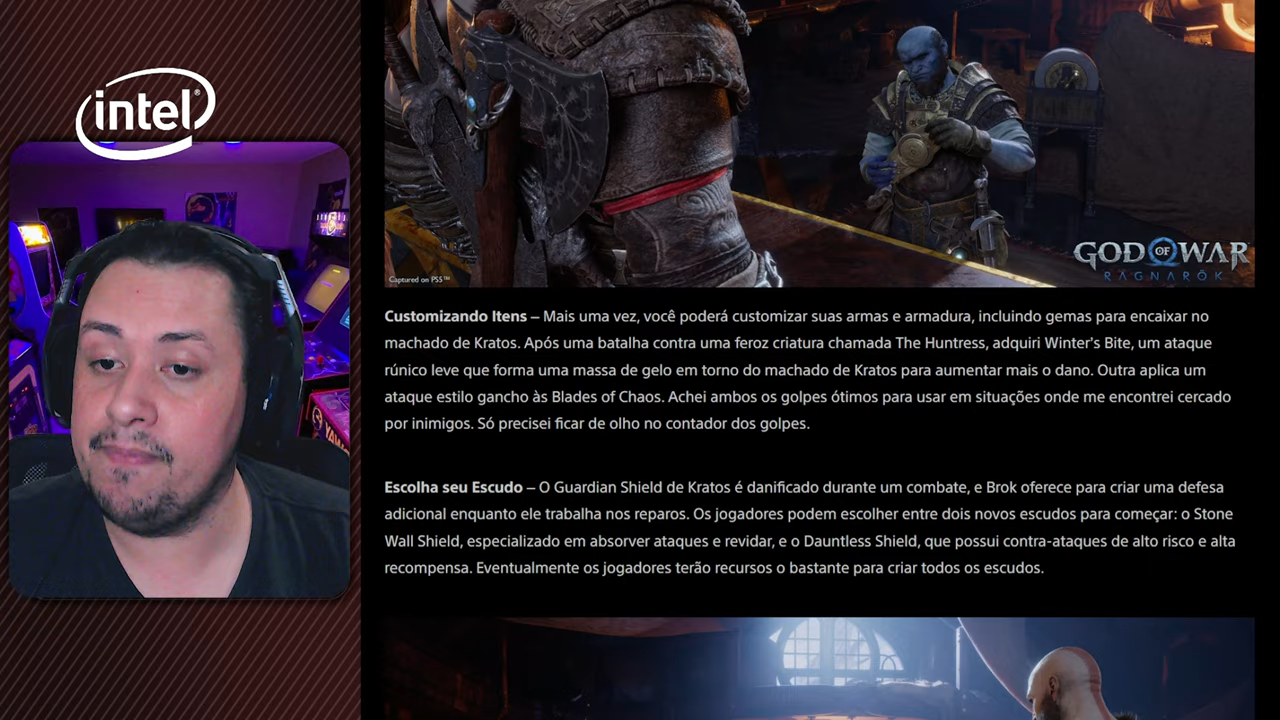 intel®
Captured on PS5™
GOD OF WAR
RAGNARÖK
Customizando Itens – Mais uma vez, você poderá customizar suas armas e armadura, incluindo gemas para encaixar no
machado de Kratos. Após uma batalha contra uma feroz criatura chamada The Huntress, adquiri Winter's Bite, um ataque
rúnico leve que forma uma massa de gelo em torno do machado de Kratos para aumentar mais o dano. Outra aplica um
ataque estilo gancho às Blades of Chaos. Achei ambos os golpes ótimos para usar em situações onde me encontrei cercado
por inimigos. Só precisei ficar de olho no contador dos golpes.
Escolha seu Escudo – O Guardian Shield de Kratos é danificado durante um combate, e Brok oferece para criar uma defesa
adicional enquanto ele trabalha nos reparos. Os jogadores podem escolher entre dois novos escudos para começar: o Stone
Wall Shield, especializado em absorver ataques e revidar, e o Dauntless Shield, que possui contra-ataques de alto risco e alta
recompensa. Eventualmente os jogadores terão recursos o bastante para criar todos os escudos.